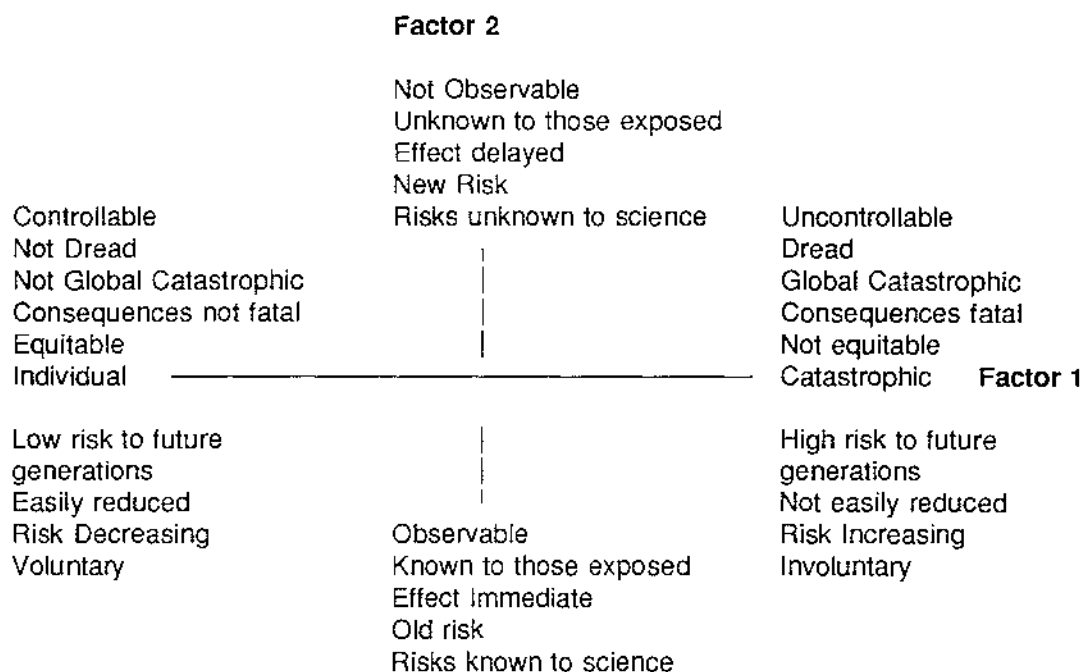 Factor 2
Not Observable
Unknown to those exposed
Effect delayed
New Risk
Risks unknown to science
Controllable
Not Dread
Not Global Catastrophic
Consequences not fatal
Equitable
Individual
Uncontrollable
Dread
Global Catastrophic
Consequences fatal
Not equitable
Catastrophic Factor 1
Low risk to future
generations
Easily reduced
Risk Decreasing
Voluntary
High risk to future
generations
Not easily reduced
Risk Increasing
Involuntary
Observable
Known to those exposed
Effect Immediate
Old risk
Risks known to science